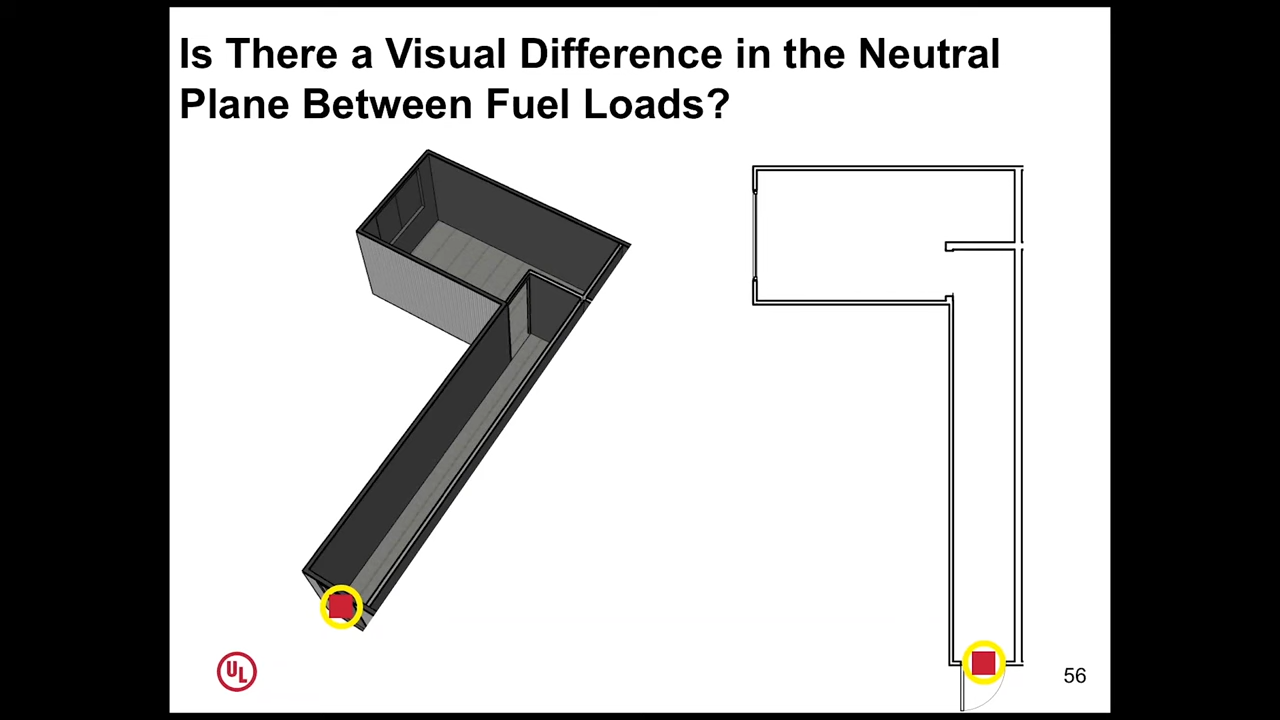 Is There a Visual Difference in the Neutral
Plane Between Fuel Loads?
UL
56